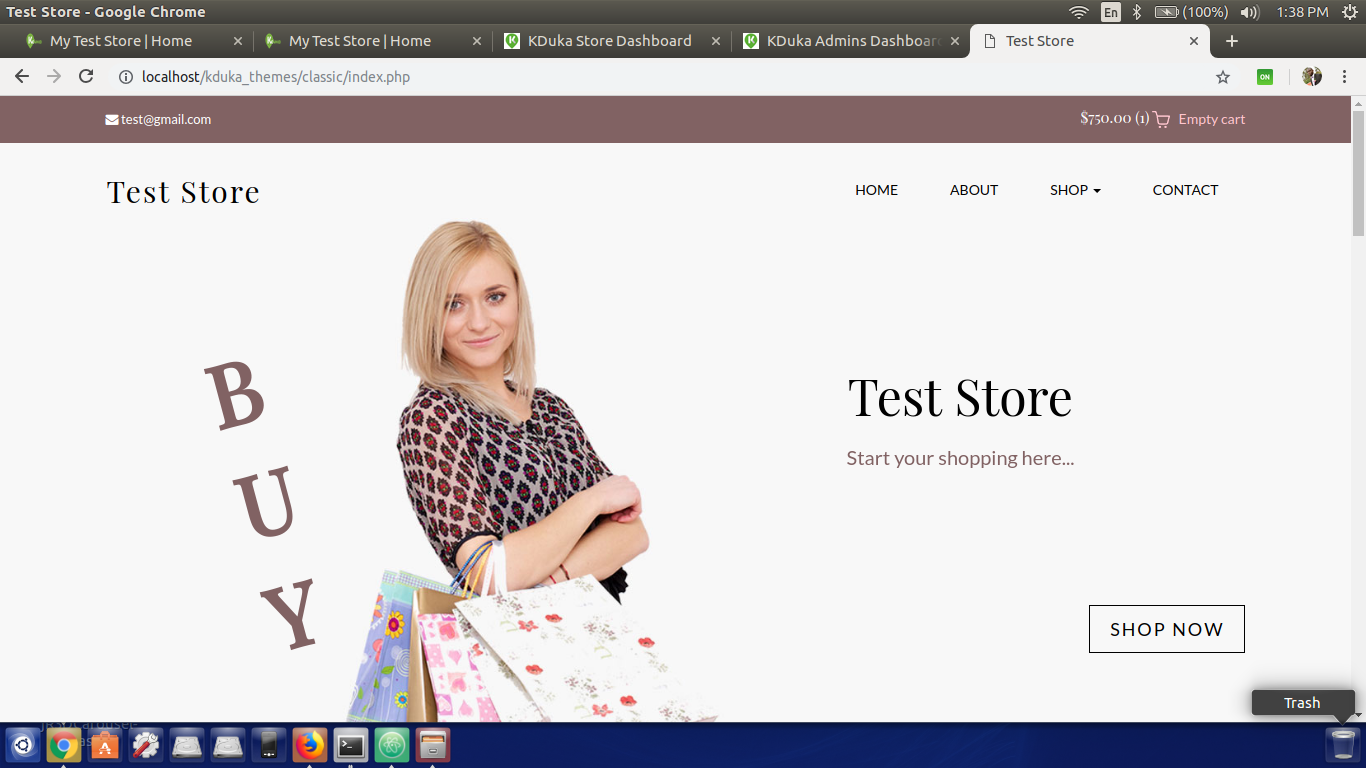 Test Store - Google Chrome
En
(100%)
1:38 PM
My Test Store | Home
My Test Store | Home
KDuka Store Dashboard
KDuka Admins Dashboar
Test Store
localhost/kduka_themes/classic/index.php
ON
test@gmail.com
$750.00 (1)
Empty cart
Test Store
HOME
ABOUT
SHOP
CONTACT
B
U
Y
Test Store
Start your shopping here...
SHOP NOW
Trash